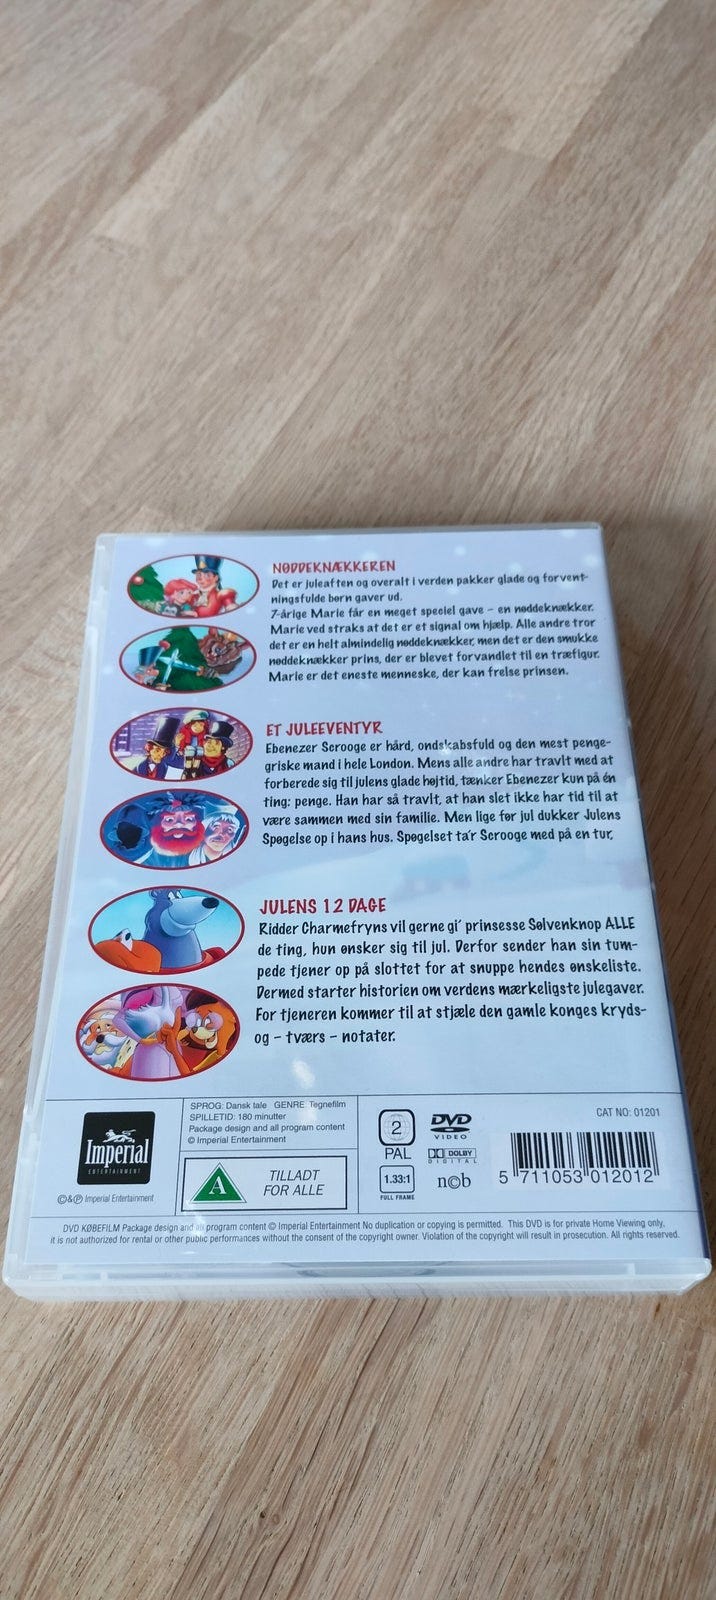 NØDDEKNÆKKEREN
Det er juleaften og overalt i verden pakker glade og forvent-
ningsfulde børn gaver ud.
7-årige Marie får en meget speciel gave - en nøddeknækker.
Marie ved straks at det er et signal om hjælp. Alle andre tror
det er en helt almindelig nøddeknækker, men det er den smukke
nøddeknækker prins, der er blevet forvandlet til en træfigur.
Marie er det eneste menneske, der kan frelse prinsen.
ET JULEEVENTYR
Ebenezer Scrooge er hård, ondskabsfuld og den mest penge-
griske mand i hele London. Mens alle andre har travlt med at
forberede sig til julens glade højtid, tænker Ebenezer kun på én
ting: penge. Han har så travlt, at han slet ikke har tid til at
være sammen med sin familie. Men lige før jul dukker Julens
Spøgelse op i hans hus. Spøgelset ta'r Scrooge med på en tur,
JULENS 12 DAGE
Ridder Charmefryns vil gerne gi' prinsesse Sølvenknop ALLE
de ting, hun ønsker sig til jul. Derfor sender han sin tum-
pede tjener op på slottet for at snuppe hendes ønskeliste.
Dermed starter historien om verdens mærkeligste julegaver.
For tjeneren kommer til at stjæle den gamle konges kryds-
og - tværs - notater.
Imperial
ENTERTAINMENT
©&℗ Imperial Entertainment
SPROG: Dansk tale GENRE: Tegnefilm
SPILLETID: 180 minutter
Package design and all program content
© Imperial Entertainment
A
TILLADT
FOR ALLE
2
PAL
1.33:1
FULL FRAME
DVD
VIDEO
DOLBY
DIGITAL
n©b
CAT NO: 01201
5 711053 012012
DVD KØBEFILM Package design and all program content © Imperial Entertainment No duplication or copying is permitted. This DVD is for private Home Viewing only,
it is not authorized for rental or other public performances without the consent of the copyright owner. Violation of the copyright will result in prosecution. All rights reserved.